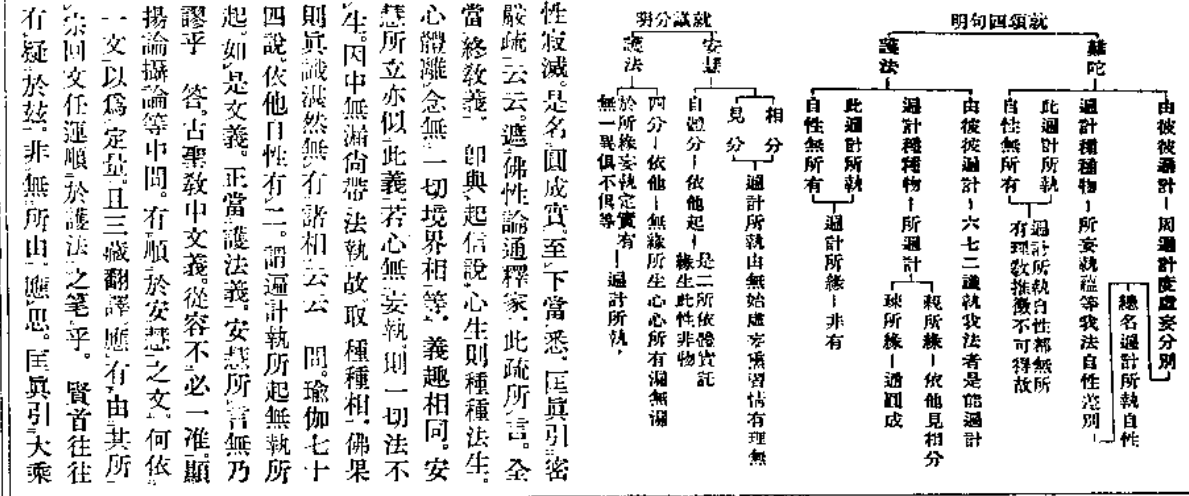 就頌四句明
難陀
由彼彼遍計
周遍計度虛妄分別
遍計種種物
所妄執蘊等我法自性差別
總名遍計所執自性
此遍計所執
自性無所有
遍計所執自性都無所
有理教推徵不可得故
護法
由彼彼遍計
六七二識執我法者是能遍計
遍計種種物
所遍計
親所緣
依他見相分
疎所緣
通圓成
此遍計所執
自性無所有
遍計所緣
非有
就識分明
安慧
相分
見分
遍計所執由無始虛妄熏習情有理無
自體分
依他起
是二所依體實託
緣生此性非物
護法
四分
依他
無緣所生心心所有漏無漏
於所緣妄執定實有
無一異俱不俱等
遍計所執
性寂滅。是名圓成實。至下當悉、匡眞引密
嚴疏云云。遮佛性論通釋家、此疏所言。全
當終敎義、卽與起信說心生則種種法生。
心體離念無一切境界相等、義趣相同。安
慧所立亦似此義若心無妄執、則一切法不
生。因中無漏尙帶法執故、取種種相、佛果
則眞識湛然無有諸相云云 問。瑜伽七十
四說、依他自性有二。謂遍計執所起無執所
起。如是文義。正當護法義。安慧所言無乃
謬乎 答。古聖敎中文義。從容不必一准。顯
揚論攝論等中間。有順於安慧之文、何依
一文以爲定量。且三藏翻譯應有由其所
宗回文任運順於護法之筆乎。 賢首往往
有疑於茲。非無所由應思。匡眞引大乘